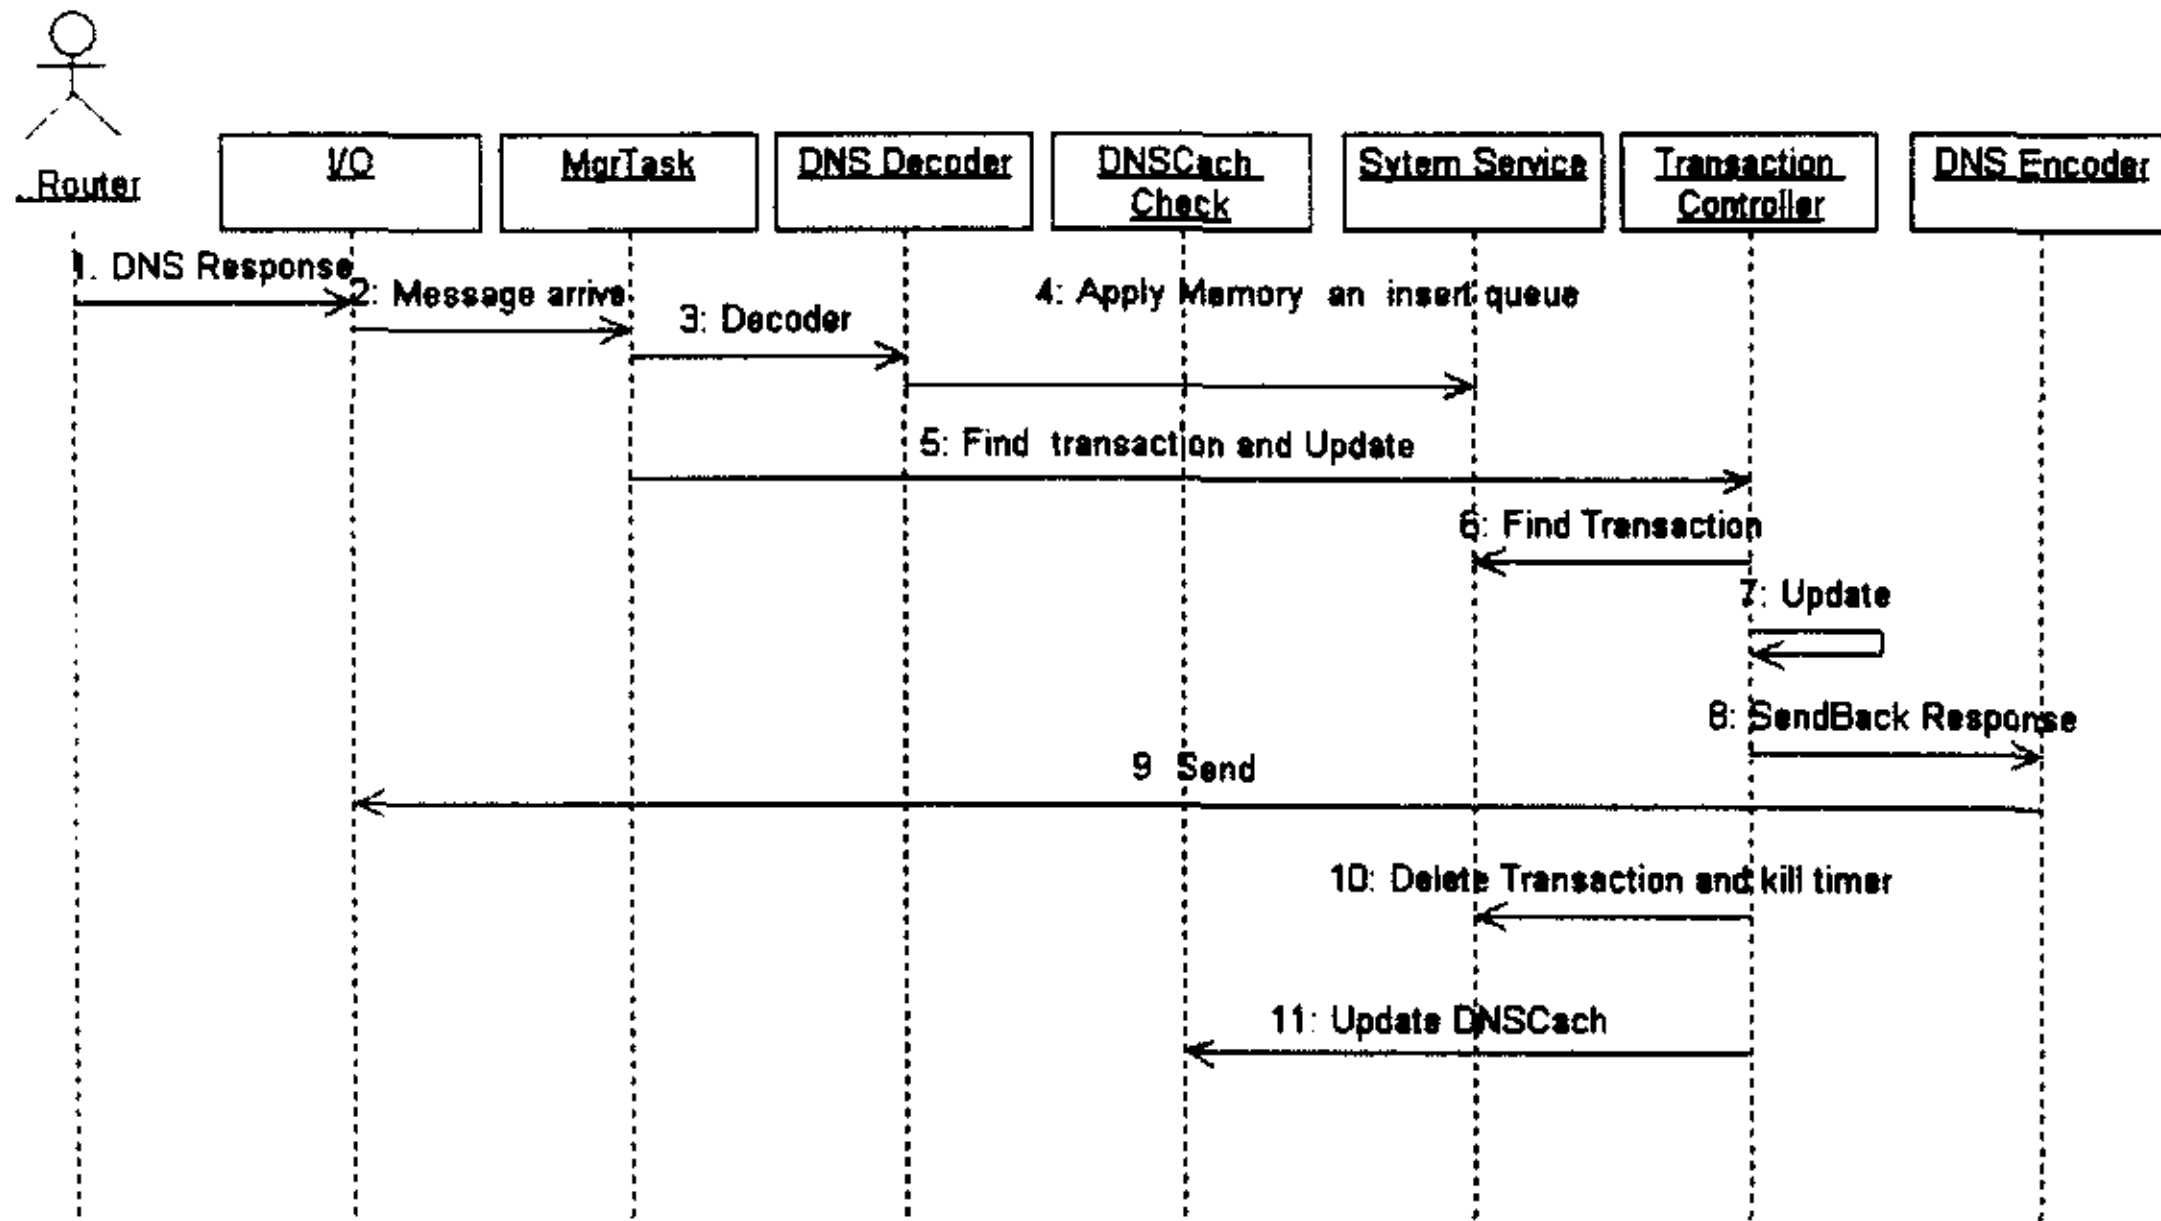 Router
I/O
MgrTask
DNS Decoder
DNSCach
Check
Sytem Service
Transaction
Controller
DNS Encoder
1. DNS Response
2: Message arrive
3: Decoder
4: Apply Memory an insert queue
5: Find transaction and Update
6: Find Transaction
7: Update
8: SendBack Response
9 Send
10: Delete Transaction and kill timer
11: Update DNSCach